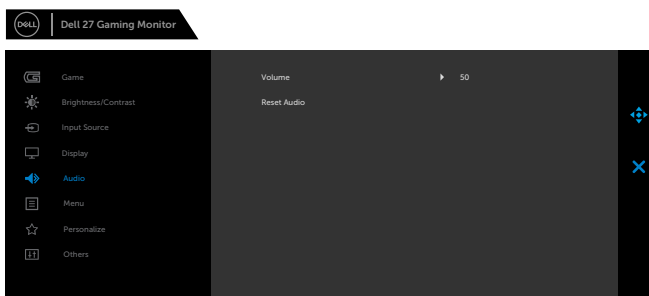 DELL
Dell 27 Gaming Monitor
Game
Volume 50
Brightness/Contrast
Reset Audio
Input Source
Display
Audio
Menu
Personalize
Others